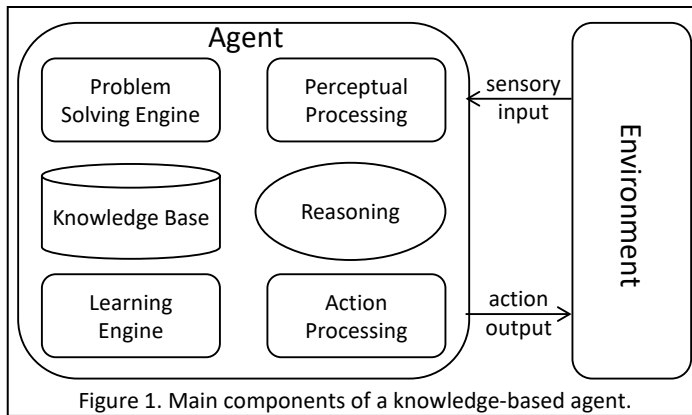 Agent
Problem
Solving Engine
Perceptual
Processing
Knowledge Base
Reasoning
Learning
Engine
Action
Processing
sensory
input
action
output
Environment
Figure 1. Main components of a knowledge-based agent.